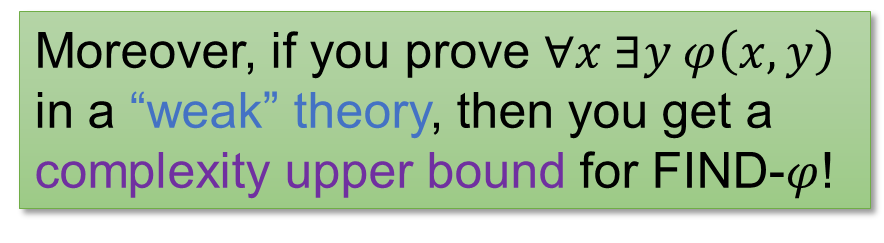 Moreover, if you prove ∀𝑥 ∃𝑦 𝜑(𝑥, 𝑦)
in a “weak” theory, then you get a
complexity upper bound for FIND-𝜑!